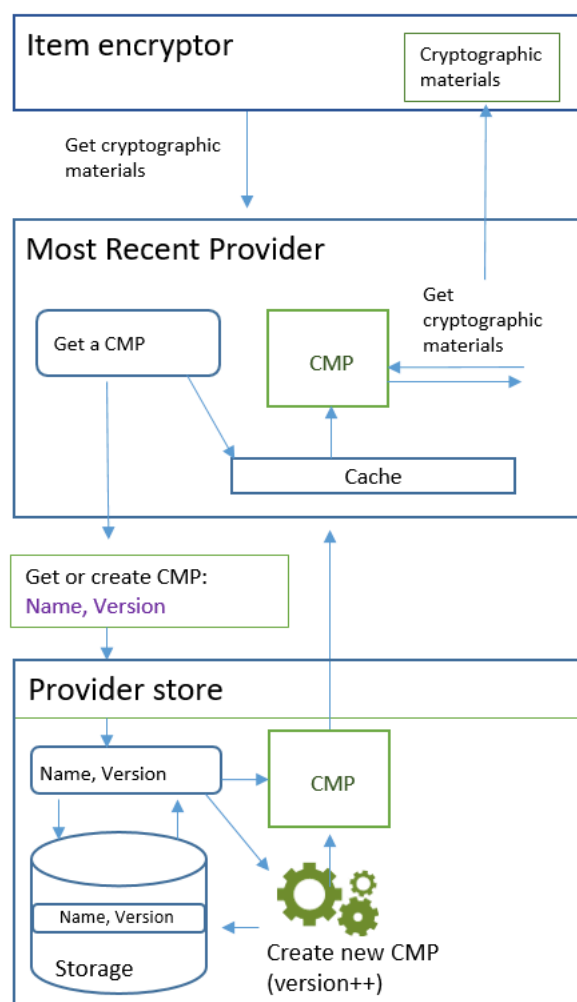 Item encryptor
Cryptographic
materials
Get cryptographic
materials
Most Recent Provider
Get a CMP
CMP
Get
cryptographic
materials
Cache
Get or create CMP:
Name, Version
Provider store
Name, Version
CMP
Name, Version
Storage
Create new CMP
(version++)